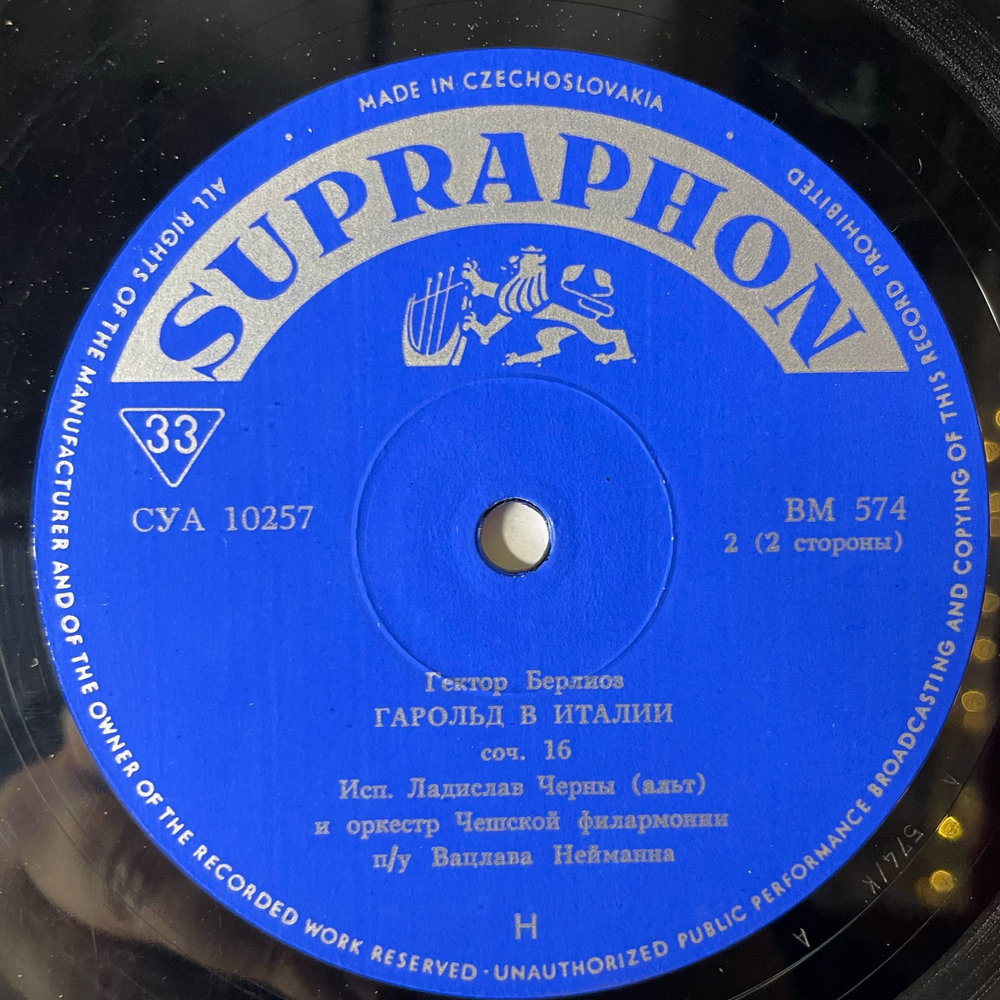 MADE IN CZECHOSLOVAKIA
SUPRAPHON
33
СУА 10257
ВМ 574
2 (2 стороны)
Гектор Берлиоз
ГАРОЛЬД В ИТАЛИИ
соч. 16
Исп. Ладислав Черны (альт)
и оркестр Чешской филармонии
п/у Вацлава Нейманна
Н
ALL RIGHTS OF THE MANUFACTURER AND OF THE OWNER OF THE RECORDED WORK RESERVED · UNAUTHORIZED PUBLIC PERFORMANCE BROADCASTING AND COPYING OF THIS RECORD PROHIBITED
A
574/K
A